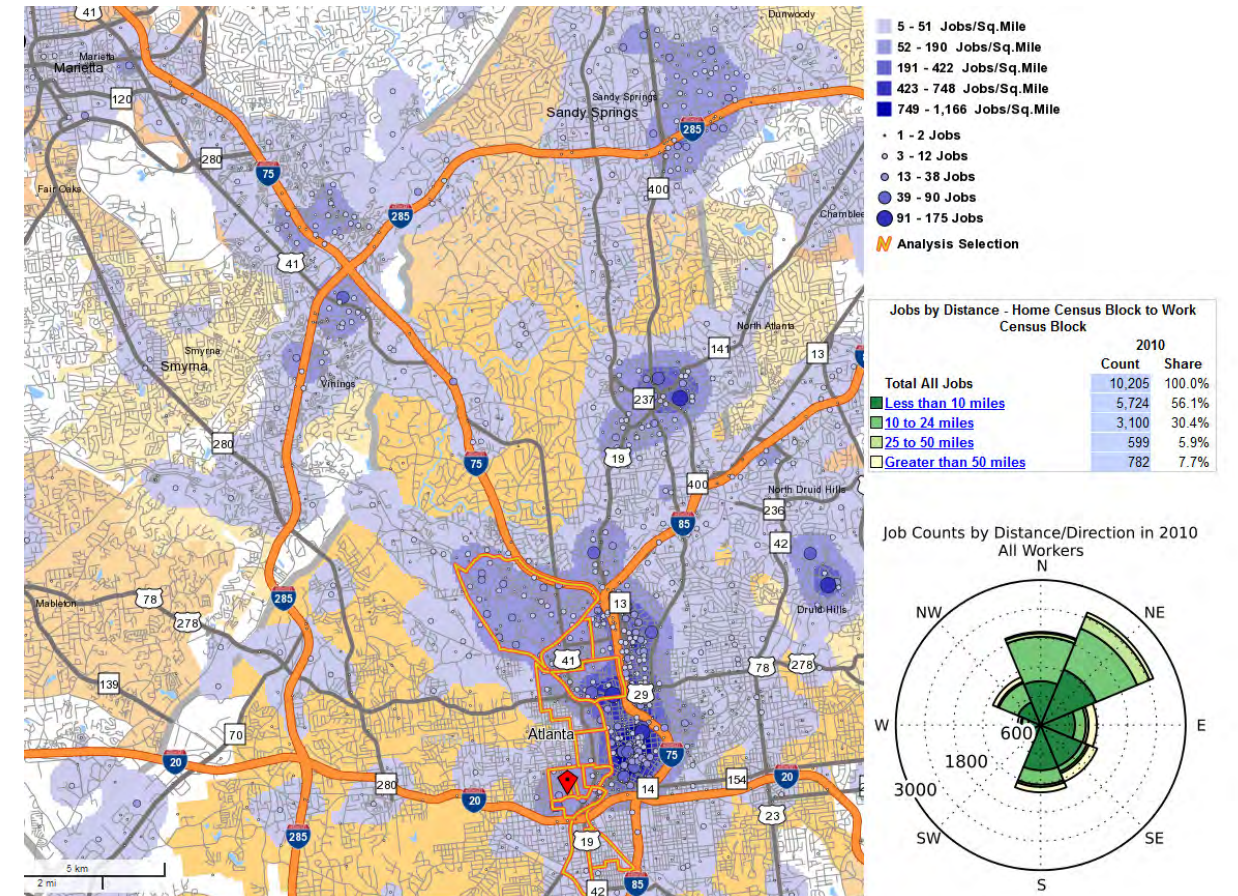 41
Dunwoody
Marietta
Marietta
120
Sandy Springs
Sandy Springs
285
280
75
400
Fair Oaks
285
Chamblee
41
North Atlanta
141
13
Smyrna
Smyrna
Vinings
237
280
19
75
400
North Druid Hills
236
85
42
Mableton
78
285
13
Druid Hills
278
41
78
278
139
29
70
Atlanta
75
20
280
14
154
20
20
23
285
19
5 km
2 mi
42
85
5 - 51 Jobs/Sq.Mile
52 - 190 Jobs/Sq.Mile
191 - 422 Jobs/Sq.Mile
423 - 748 Jobs/Sq.Mile
749 - 1,166 Jobs/Sq.Mile
1 - 2 Jobs
3 - 12 Jobs
13 - 38 Jobs
39 - 90 Jobs
91 - 175 Jobs
Analysis Selection
Jobs by Distance - Home Census Block to Work
Census Block
2010
Count Share
Total All Jobs 10,205 100.0%
Less than 10 miles 5,724 56.1%
10 to 24 miles 3,100 30.4%
25 to 50 miles 599 5.9%
Greater than 50 miles 782 7.7%
Job Counts by Distance/Direction in 2010
All Workers
N
NW NE
W E
600
1800
3000
SW SE
S